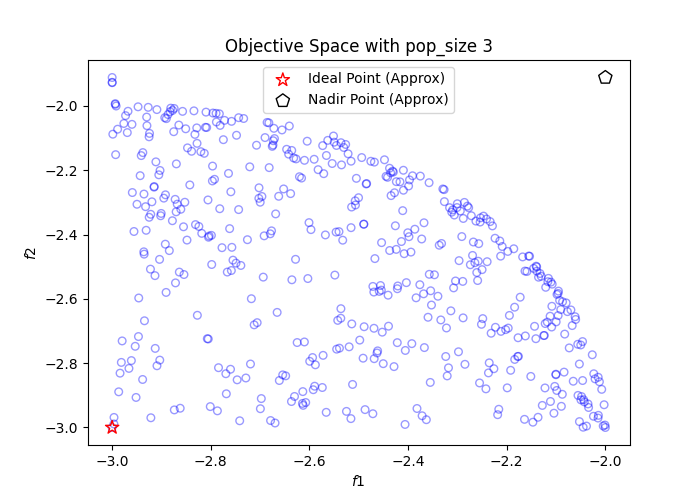 Objective Space with pop_size 3
Ideal Point (Approx)
Nadir Point (Approx)
f2
−2.0
−2.2
−2.4
−2.6
−2.8
−3.0
−3.0 −2.8 −2.6 −2.4 −2.2 −2.0
f1